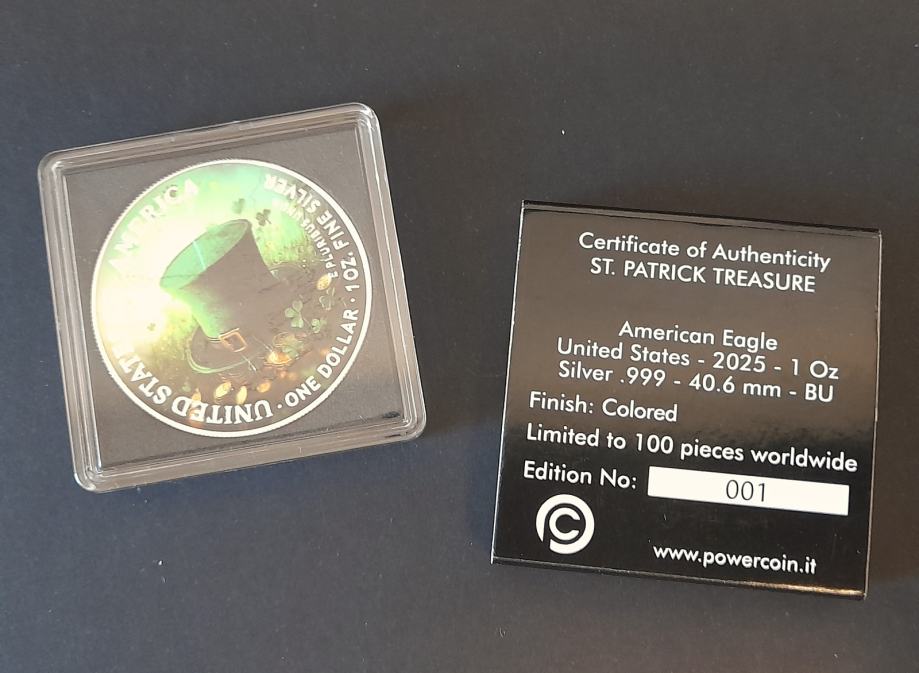 UNITED STAT
AMERICA
ONE DOLLAR · 1 OZ. FINE SILVER
E PLURIBUS
Certificate of Authenticity
ST. PATRICK TREASURE
American Eagle
United States - 2025 - 1 Oz
Silver .999 - 40.6 mm - BU
Finish: Colored
Limited to 100 pieces worldwide
Edition No: 001
www.powercoin.it